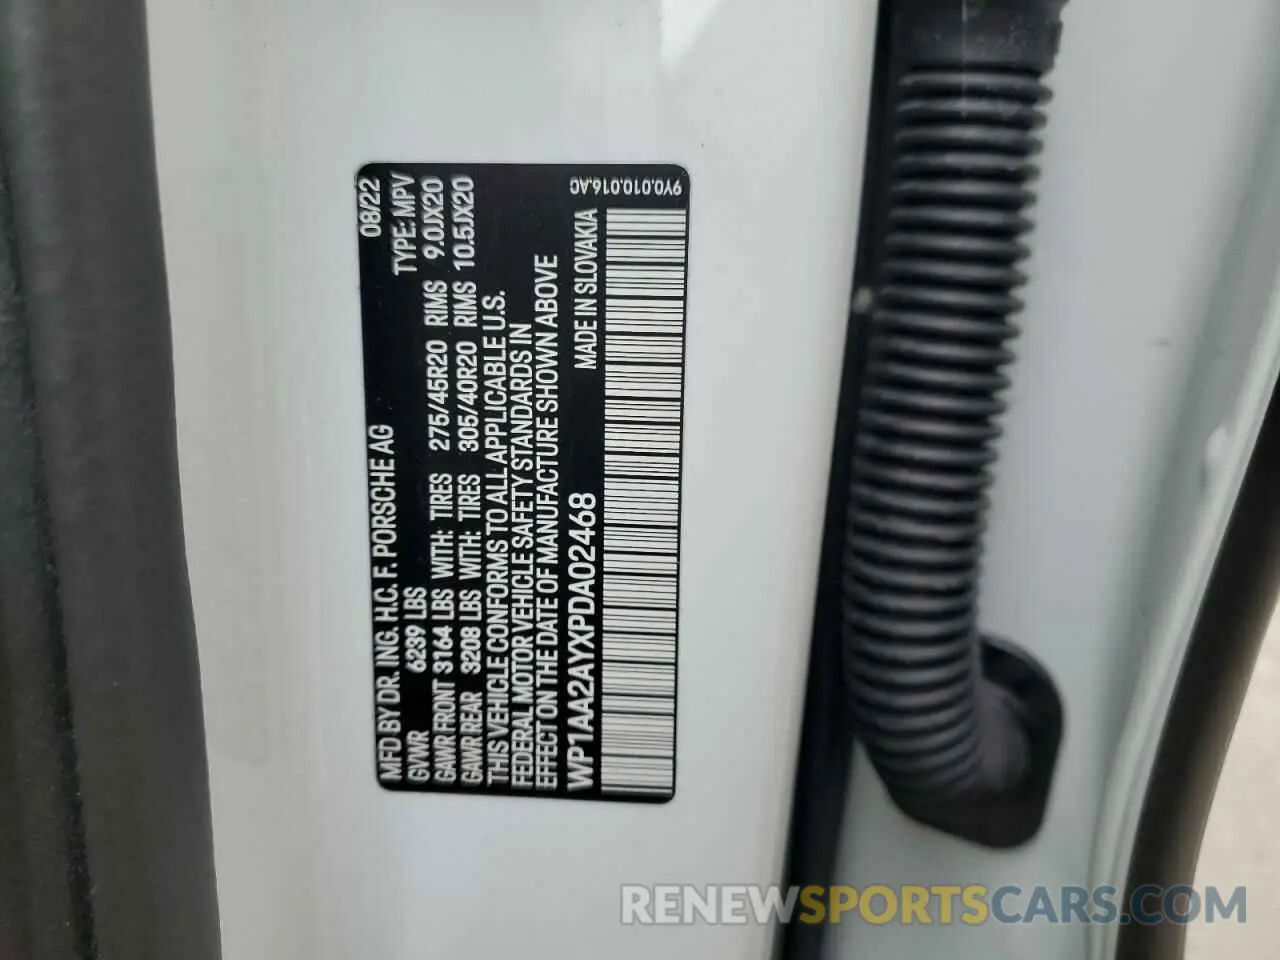 MFD BY DR. ING. H.C. F. PORSCHE AG 08/22
GVWR 6239 LBS TYPE: MPV
GAWR FRONT 3164 LBS WITH: TIRES 275/45R20 RIMS 9.0JX20
GAWR REAR 3208 LBS WITH: TIRES 305/40R20 RIMS 10.5JX20
THIS VEHICLE CONFORMS TO ALL APPLICABLE U.S.
FEDERAL MOTOR VEHICLE SAFETY STANDARDS IN
EFFECT ON THE DATE OF MANUFACTURE SHOWN ABOVE
WP1AA2AYXPDA02468 MADE IN SLOVAKIA
9Y0.010.016.AC
RENEWSPORTSCARS.COM